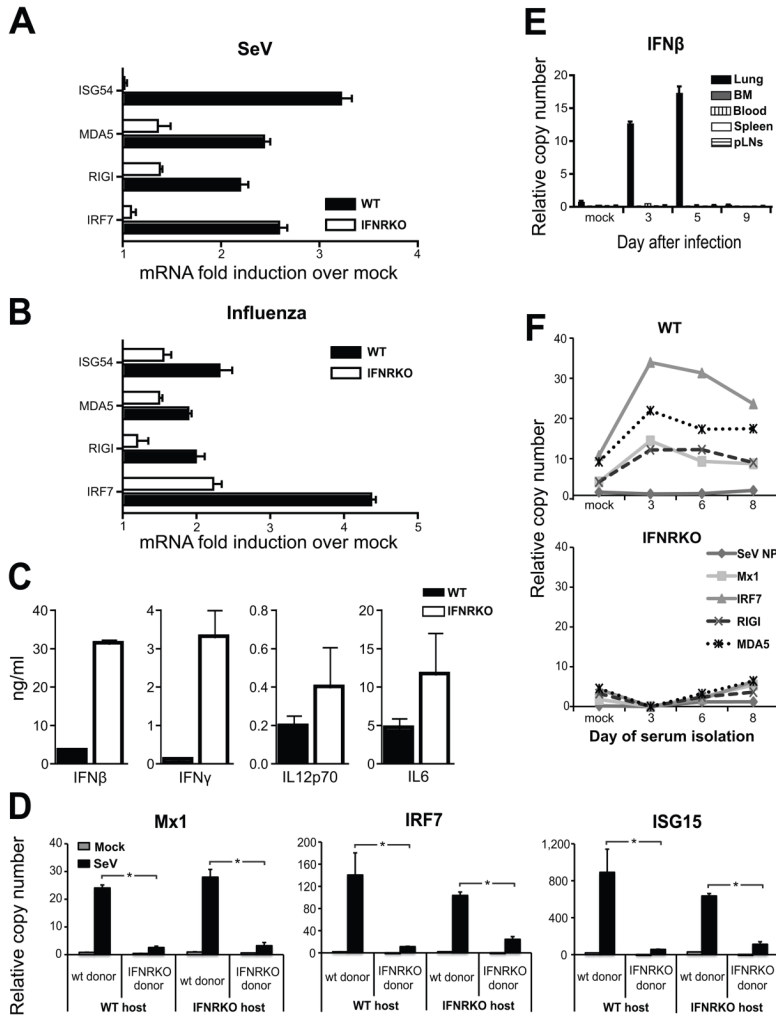 A
SeV
ISG54
MDA5
RIGI
IRF7
WT
IFNRKO
1 2 3 4
mRNA fold induction over mock
B
Influenza
ISG54
MDA5
RIGI
IRF7
WT
IFNRKO
1 2 3 4 5
mRNA fold induction over mock
C
WT
IFNRKO
ng/ml
40
30
20
10
0
IFNβ
4
3
2
1
0
IFNγ
0.8
0.6
0.4
0.2
0.0
IL12p70
20
15
10
5
0
IL6
D
Relative copy number
Mx1
Mock
SeV
40
30
20
10
0
*
*
wt donor IFNRKO donor wt donor IFNRKO donor
WT host IFNRKO host
IRF7
200
160
120
80
40
0
*
*
wt donor IFNRKO donor wt donor IFNRKO donor
WT host IFNRKO host
ISG15
1,200
900
600
300
0
*
*
wt donor IFNRKO donor wt donor IFNRKO donor
WT host IFNRKO host
E
IFNβ
Relative copy number
20
15
10
5
0
Lung
BM
Blood
Spleen
pLNs
mock 3 5 9
Day after infection
F
WT
Relative copy number
40
30
20
10
0
mock 3 6 8
IFNRKO
40
30
20
10
0
SeV NP
Mx1
IRF7
RIGI
MDA5
mock 3 6 8
Day of serum isolation